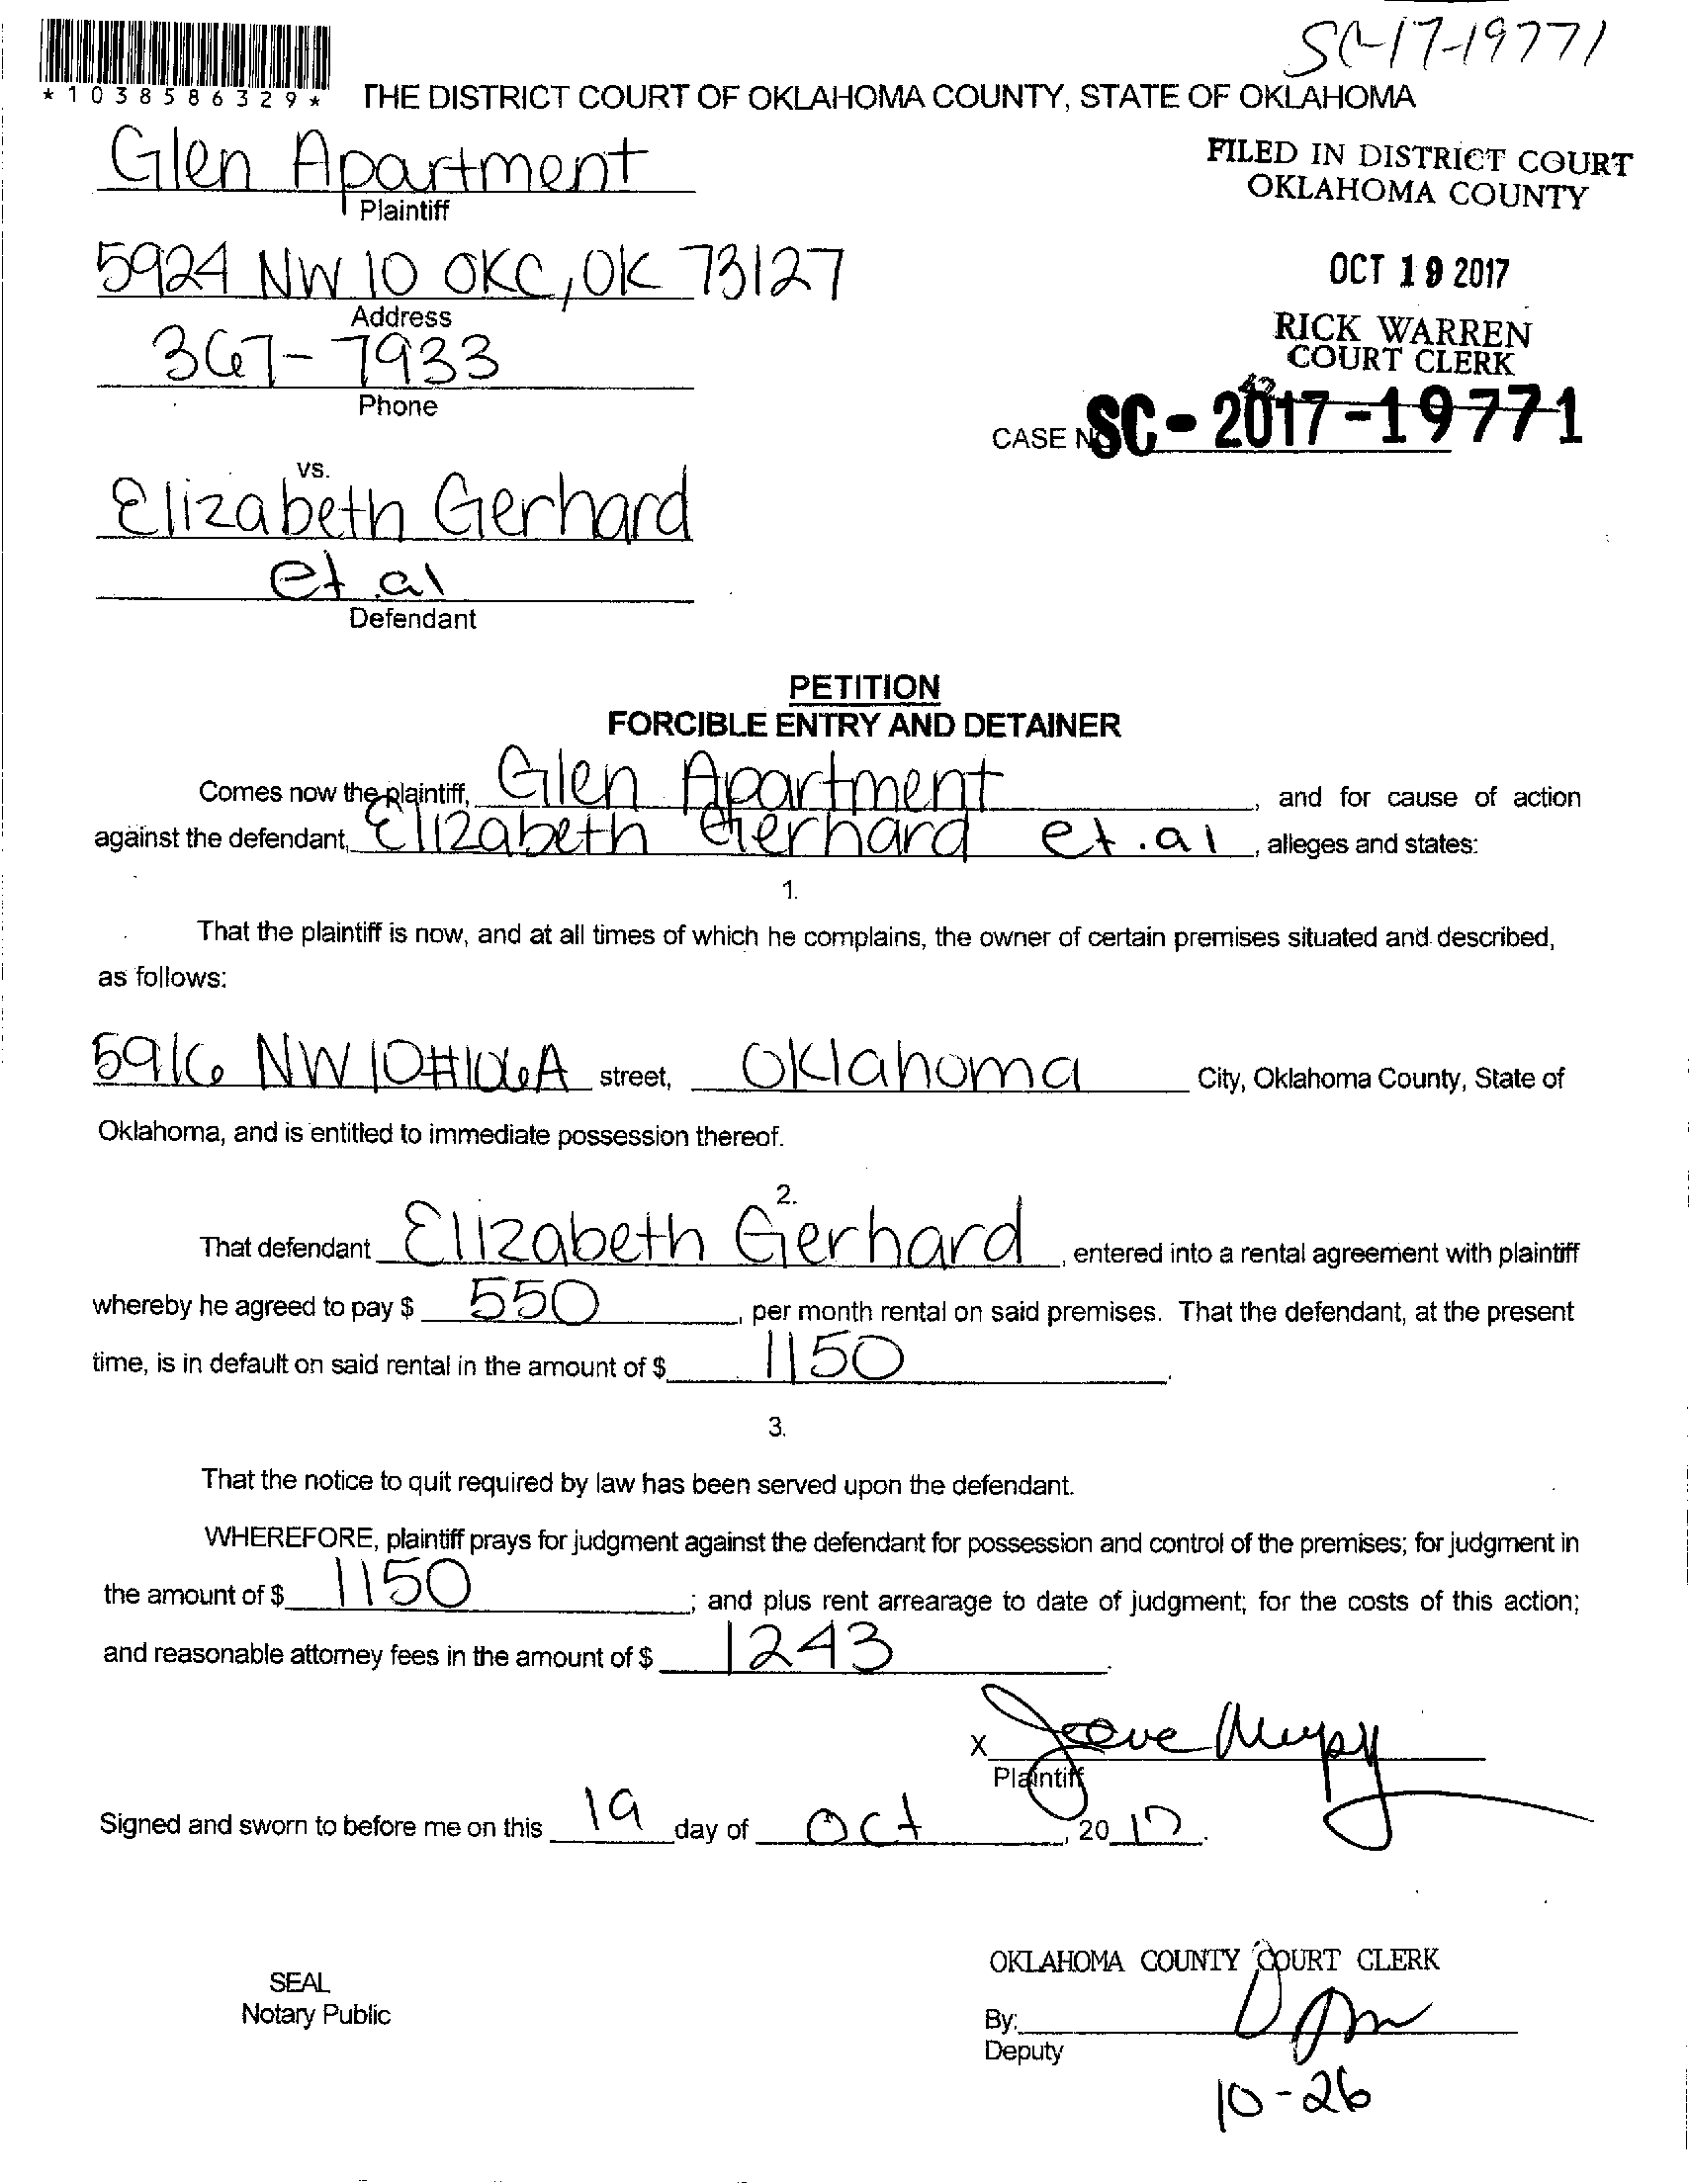 SC-17-19771
*1038586329*
THE DISTRICT COURT OF OKLAHOMA COUNTY, STATE OF OKLAHOMA
Glen Apartment
Plaintiff
FILED IN DISTRICT COURT
OKLAHOMA COUNTY
5924 NW 10 OKC, OK 73127
Address
OCT 19 2017
367-7933
Phone
RICK WARREN
COURT CLERK
CASE NO. SC-2017-19771
vs.
Elizabeth Gerhard
et al
Defendant
PETITION
FORCIBLE ENTRY AND DETAINER
Comes now the plaintiff, Glen Apartment, and for cause of action
against the defendant, Elizabeth Gerhard et.al, alleges and states:
1.
That the plaintiff is now, and at all times of which he complains, the owner of certain premises situated and described,
as follows:
5916 NW 10#106A street, Oklahoma City, Oklahoma County, State of
Oklahoma, and is entitled to immediate possession thereof.
2.
That defendant Elizabeth Gerhard, entered into a rental agreement with plaintiff
whereby he agreed to pay $ 550, per month rental on said premises. That the defendant, at the present
time, is in default on said rental in the amount of $ 1150.
3.
That the notice to quit required by law has been served upon the defendant.
WHEREFORE, plaintiff prays for judgment against the defendant for possession and control of the premises; for judgment in
the amount of $ 1150; and plus rent arrearage to date of judgment; for the costs of this action;
and reasonable attorney fees in the amount of $ 1243.
X
Plaintiff
Signed and sworn to before me on this 19 day of Oct, 20 17.
SEAL
Notary Public
OKLAHOMA COUNTY COURT CLERK
By:
Deputy
10-26